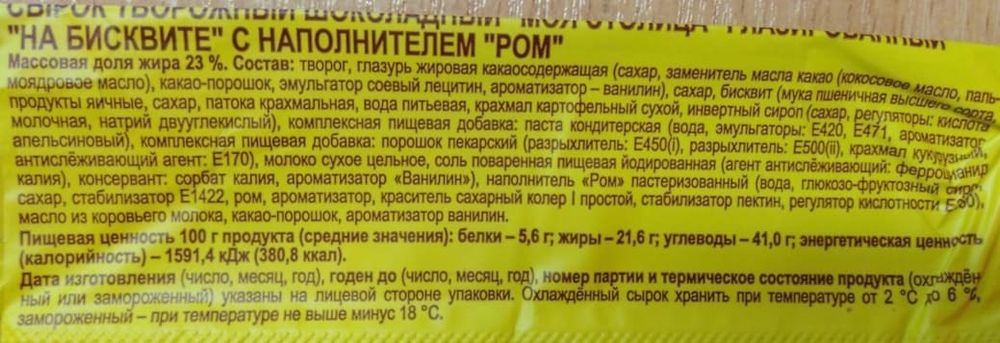 СЫРОК ТВОРОЖНЫЙ ШОКОЛАДНЫЙ "МОЯ СТОЛИЦА" ГЛАЗИРОВАННЫЙ
"НА БИСКВИТЕ" С НАПОЛНИТЕЛЕМ "РОМ"
Массовая доля жира 23 %. Состав: творог, глазурь жировая какаосодержащая (сахар, заменитель масла какао (кокосовое масло, паль-
моядровое масло), какао-порошок, эмульгатор соевый лецитин, ароматизатор – ванилин), сахар, бисквит (мука пшеничная высшего сорта,
продукты яичные, сахар, патока крахмальная, вода питьевая, крахмал картофельный сухой, инвертный сироп (сахар, регуляторы: кислота
молочная, натрий двууглекислый), комплексная пищевая добавка: паста кондитерская (вода, эмульгаторы: Е420, Е471, ароматизатор
апельсиновый), комплексная пищевая добавка: порошок пекарский (разрыхлитель: Е450(i), разрыхлитель: Е500(ii), крахмал кукурузный,
антислёживающий агент: Е170), молоко сухое цельное, соль поваренная пищевая йодированная (агент антислёживающий: ферроцианид
калия), консервант: сорбат калия, ароматизатор «Ванилин»), наполнитель «Ром» пастеризованный (вода, глюкозо-фруктозный сироп,
сахар, стабилизатор Е1422, ром, ароматизатор, краситель сахарный колер I простой, стабилизатор пектин, регулятор кислотности
масло из коровьего молока, какао-порошок, ароматизатор ванилин.
Пищевая ценность 100 г продукта (средние значения): белки – 5,6 г; жиры – 21,6 г; углеводы – 41,0 г; энергетическая ценность
(калорийность) – 1591,4 кДж (380,8 ккал).
Дата изготовления (число, месяц, год), годен до (число, месяц, год), номер партии и термическое состояние продукта (охлаждён
ный или замороженный) указаны на лицевой стороне упаковки. Охлаждённый сырок хранить при температуре от 2 °С до 6 °С,
замороженный – при температуре не выше минус 18 °С.